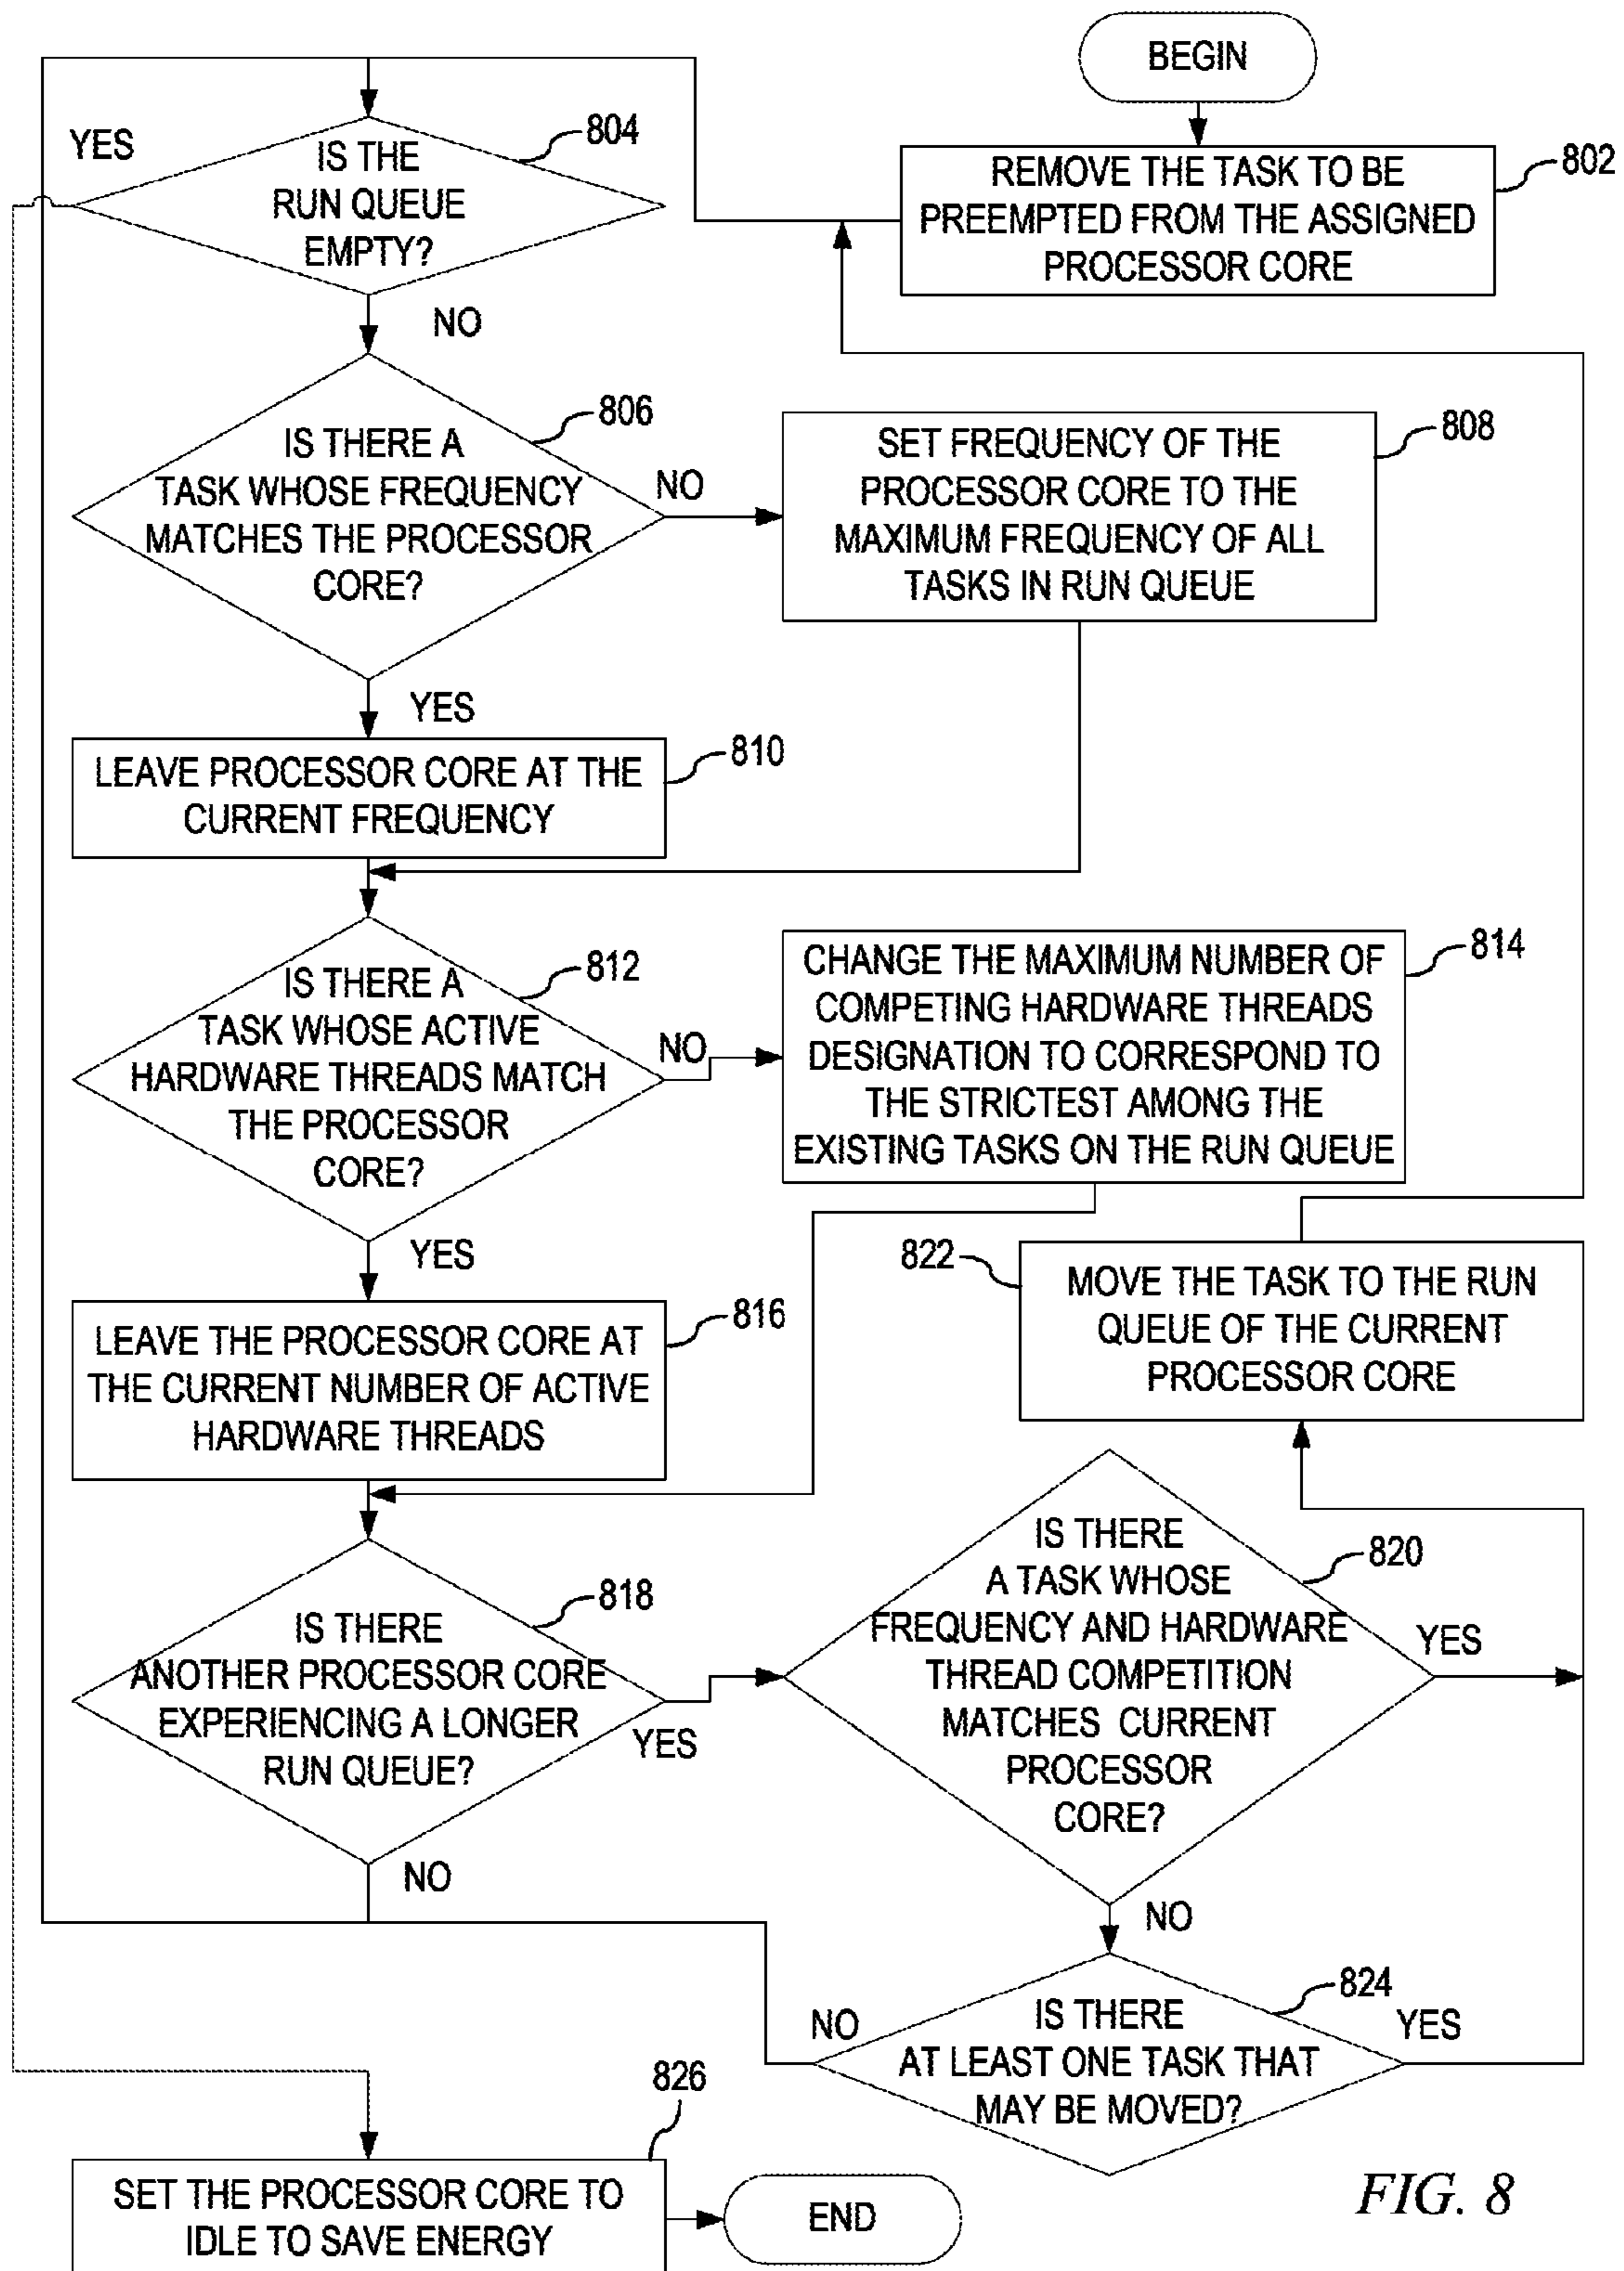 BEGIN
802
REMOVE THE TASK TO BE
PREEMPTED FROM THE ASSIGNED
PROCESSOR CORE
YES
804
IS THE
RUN QUEUE
EMPTY?
NO
806
IS THERE A
TASK WHOSE FREQUENCY
MATCHES THE PROCESSOR
CORE?
NO
808
SET FREQUENCY OF THE
PROCESSOR CORE TO THE
MAXIMUM FREQUENCY OF ALL
TASKS IN RUN QUEUE
YES
810
LEAVE PROCESSOR CORE AT THE
CURRENT FREQUENCY
812
IS THERE A
TASK WHOSE ACTIVE
HARDWARE THREADS MATCH
THE PROCESSOR
CORE?
NO
814
CHANGE THE MAXIMUM NUMBER OF
COMPETING HARDWARE THREADS
DESIGNATION TO CORRESPOND TO
THE STRICTEST AMONG THE
EXISTING TASKS ON THE RUN QUEUE
YES
816
LEAVE THE PROCESSOR CORE AT
THE CURRENT NUMBER OF ACTIVE
HARDWARE THREADS
822
MOVE THE TASK TO THE RUN
QUEUE OF THE CURRENT
PROCESSOR CORE
818
IS THERE
ANOTHER PROCESSOR CORE
EXPERIENCING A LONGER
RUN QUEUE?
YES
NO
820
IS THERE
A TASK WHOSE
FREQUENCY AND HARDWARE
THREAD COMPETITION
MATCHES CURRENT
PROCESSOR
CORE?
YES
NO
824
IS THERE
AT LEAST ONE TASK THAT
MAY BE MOVED?
NO
YES
826
SET THE PROCESSOR CORE TO
IDLE TO SAVE ENERGY
END
FIG. 8